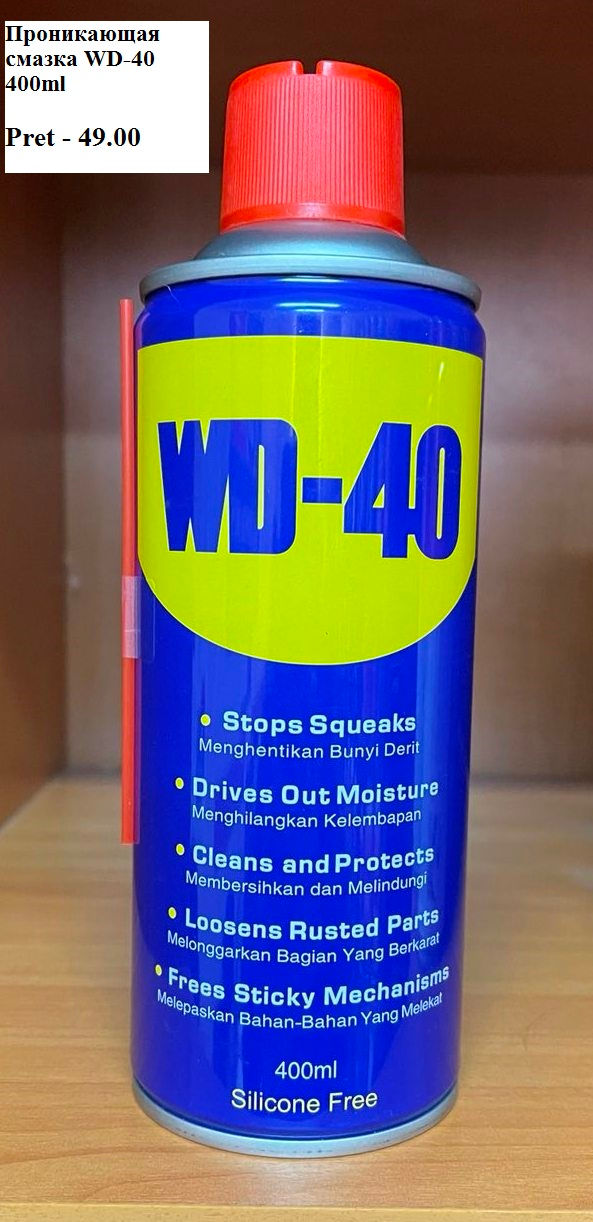 Проникающая
смазка WD-40
400ml
Pret - 49.00
WD-40
• Stops Squeaks
Menghentikan Bunyi Derit
• Drives Out Moisture
Menghilangkan Kelembapan
• Cleans and Protects
Membersihkan dan Melindungi
• Loosens Rusted Parts
Melonggarkan Bagian Yang Berkarat
• Frees Sticky Mechanisms
Melepaskan Bahan-Bahan Yang Melekat
400ml
Silicone Free